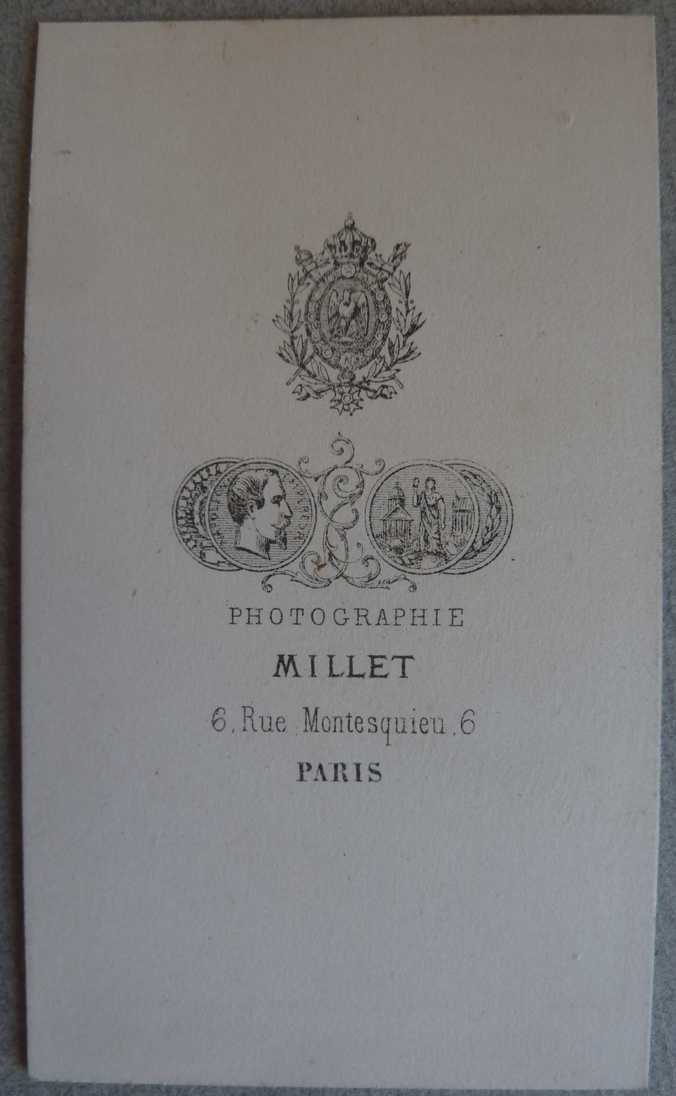 PHOTOGRAPHIE
MILLET
6, Rue Montesquieu, 6
PARIS